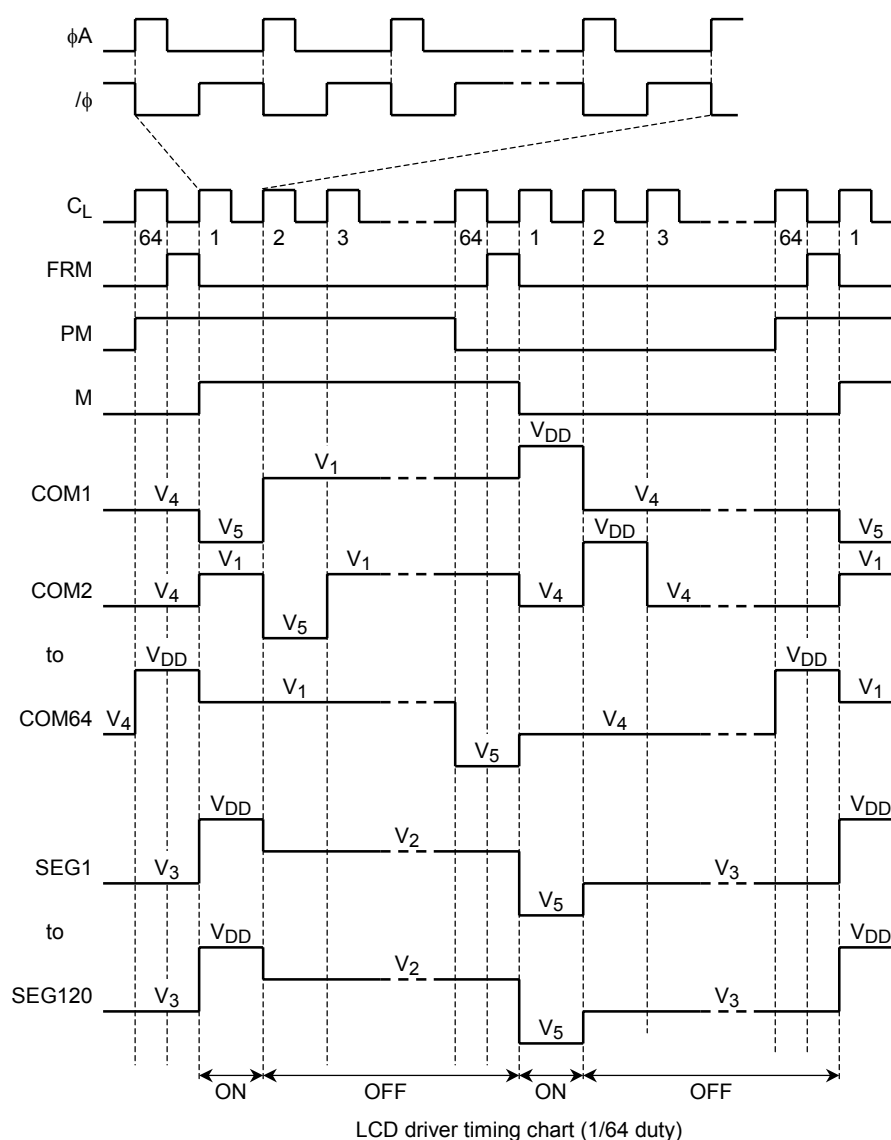 ϕA
/ϕ
CL
64 1 2 3 64 1 2 3 64 1
FRM
PM
M
VDD
V1
COM1 V4 V4
V5 VDD V5
V1 V1 V1
COM2 V4 V4 V4
V5
to VDD VDD
V1 V1
COM64 V4 V4
V5
VDD VDD
V2
SEG1 V3 V3
V5
to VDD VDD
V2
SEG120 V3 V3
V5
ON OFF ON OFF
LCD driver timing chart (1/64 duty)